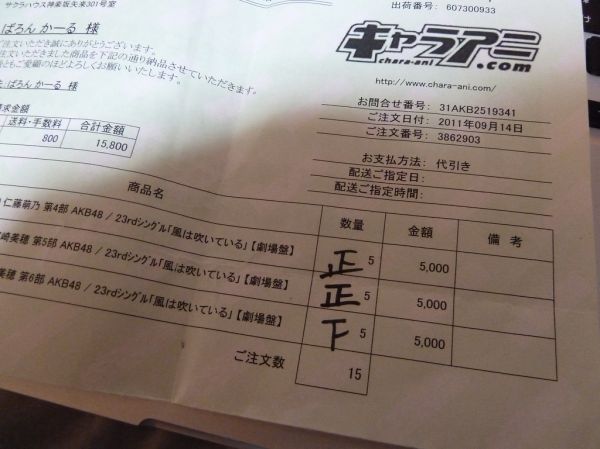 サクラハウス神楽坂矢来301号室
出荷番号: 607300933
ばろん かーる 様
注文いただき誠にありがとうございます。
注文いただきました商品を下記の通り納品させていただきます。
ともご愛顧のほどよろしくお願いいたします。
ばろん かーる 様
キャラアニ.com
chara-ani
http://www.chara-ani.com/
お問合せ番号: 31AKB2519341
ご注文日付: 2011年09月14日
ご注文番号: 3862903
求金額
送料・手数料 合計金額
800 15,800
お支払方法: 代引き
配送ご指定日:
配送ご指定時間:
商品名 数量 金額 備考
仁藤萌乃 第4部 AKB48 / 23rdシングル「風は吹いている」【劇場盤】 正 5 5,000
崎美穂 第5部 AKB48 / 23rdシングル「風は吹いている」【劇場盤】 正 5 5,000
美穂 第6部 AKB48 / 23rdシングル「風は吹いている」【劇場盤】 下 5 5,000
ご注文数 15